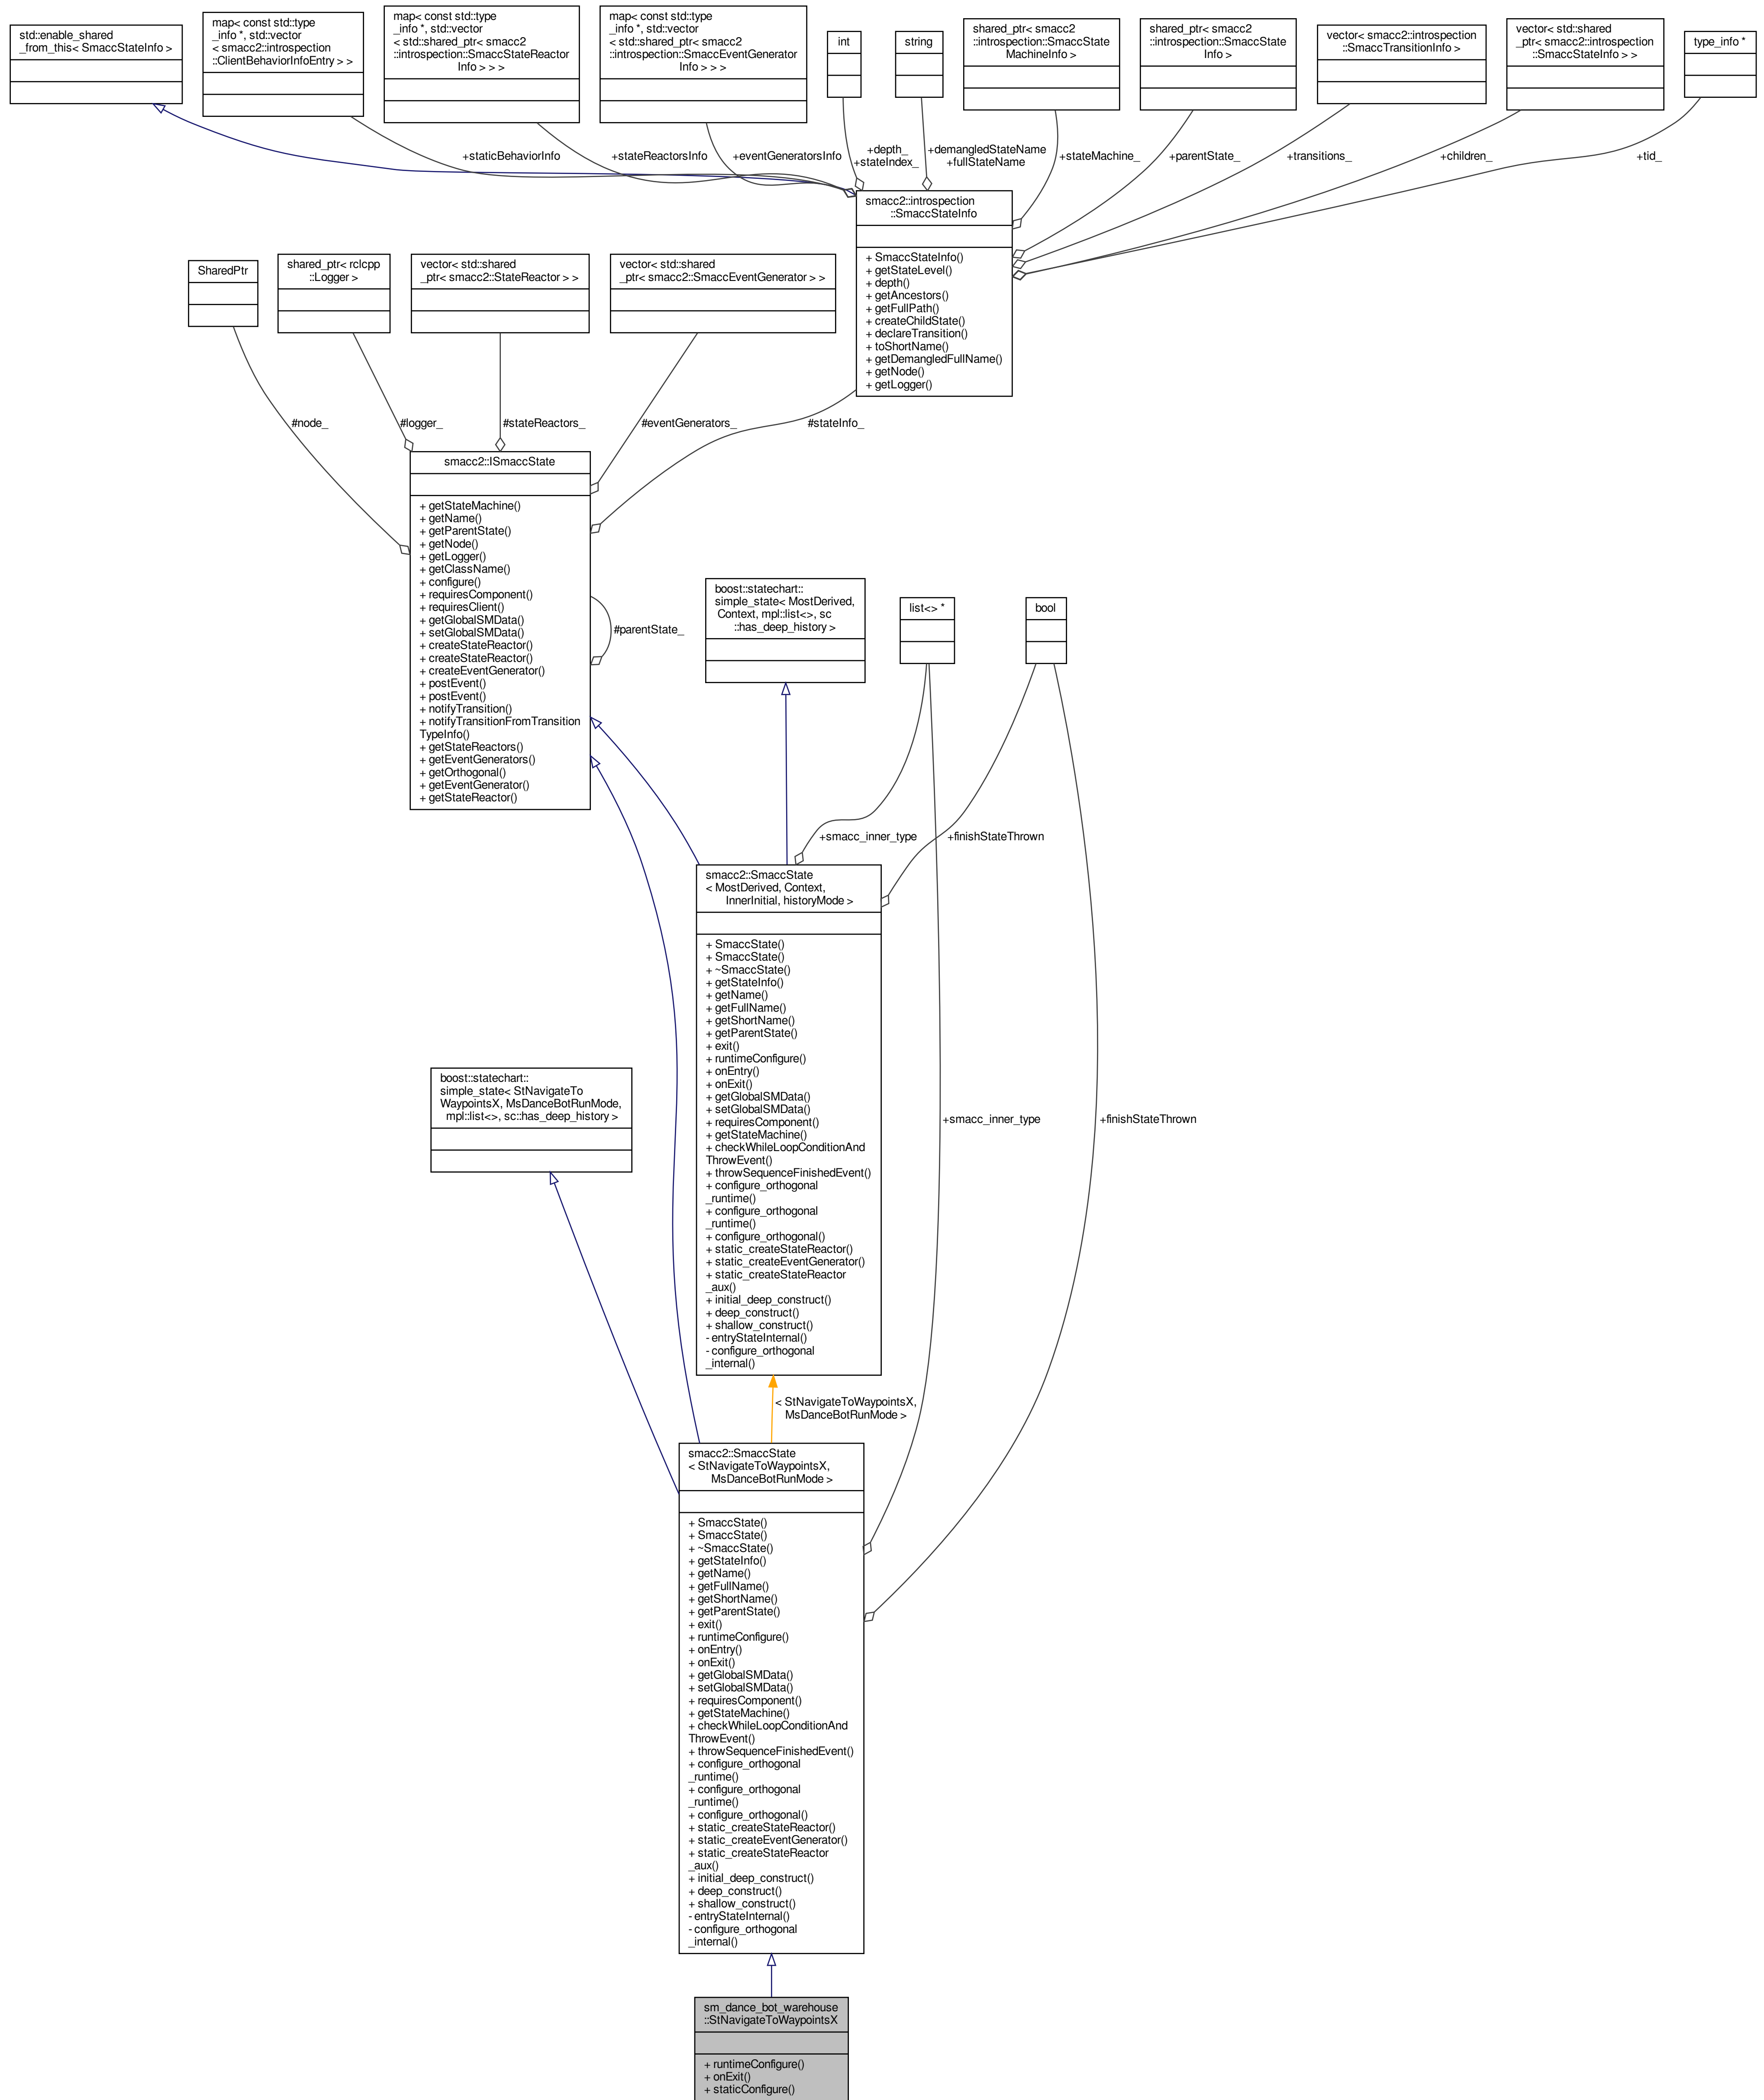 std::enable_shared
_from_this< SmaccStateInfo >
map< const std::type
_info *, std::vector
< smacc2::introspection
::ClientBehaviorInfoEntry > >
map< const std::type
_info *, std::vector
< std::shared_ptr< smacc2
::introspection::SmaccStateReactor
Info > > >
map< const std::type
_info *, std::vector
< std::shared_ptr< smacc2
::introspection::SmaccEventGenerator
Info > > >
int
string
shared_ptr< smacc2
::introspection::SmaccState
MachineInfo >
shared_ptr< smacc2
::introspection::SmaccState
Info >
vector< smacc2::introspection
::SmaccTransitionInfo >
vector< std::shared
_ptr< smacc2::introspection
::SmaccStateInfo > >
type_info *
+staticBehaviorInfo
+stateReactorsInfo
+eventGeneratorsInfo
+depth_
+stateIndex_
+demangledStateName
+fullStateName
+stateMachine_
+parentState_
+transitions_
+children_
+tid_
smacc2::introspection
::SmaccStateInfo
+ SmaccStateInfo()
+ getStateLevel()
+ depth()
+ getAncestors()
+ getFullPath()
+ createChildState()
+ declareTransition()
+ toShortName()
+ getDemangledFullName()
+ getNode()
+ getLogger()
SharedPtr
shared_ptr< rclcpp
::Logger >
vector< std::shared
_ptr< smacc2::StateReactor > >
vector< std::shared
_ptr< smacc2::SmaccEventGenerator > >
#node_
#logger_
#stateReactors_
#eventGenerators_
#stateInfo_
smacc2::ISmaccState
+ getStateMachine()
+ getName()
+ getParentState()
+ getNode()
+ getLogger()
+ getClassName()
+ configure()
+ requiresComponent()
+ requiresClient()
+ getGlobalSMData()
+ setGlobalSMData()
+ createStateReactor()
+ createStateReactor()
+ createEventGenerator()
+ postEvent()
+ postEvent()
+ notifyTransition()
+ notifyTransitionFromTransition
TypeInfo()
+ getStateReactors()
+ getEventGenerators()
+ getOrthogonal()
+ getEventGenerator()
+ getStateReactor()
#parentState_
boost::statechart::
simple_state< MostDerived,
Context, mpl::list<>, sc
::has_deep_history >
list<> *
bool
+smacc_inner_type
+finishStateThrown
smacc2::SmaccState
< MostDerived, Context,
InnerInitial, historyMode >
+ SmaccState()
+ SmaccState()
+ ~SmaccState()
+ getStateInfo()
+ getName()
+ getFullName()
+ getShortName()
+ getParentState()
+ exit()
+ runtimeConfigure()
+ onEntry()
+ onExit()
+ getGlobalSMData()
+ setGlobalSMData()
+ requiresComponent()
+ getStateMachine()
+ checkWhileLoopConditionAnd
ThrowEvent()
+ throwSequenceFinishedEvent()
+ configure_orthogonal
_runtime()
+ configure_orthogonal
_runtime()
+ configure_orthogonal()
+ static_createStateReactor()
+ static_createEventGenerator()
+ static_createStateReactor
_aux()
+ initial_deep_construct()
+ deep_construct()
+ shallow_construct()
- entryStateInternal()
- configure_orthogonal
_internal()
boost::statechart::
simple_state< StNavigateTo
WaypointsX, MsDanceBotRunMode,
mpl::list<>, sc::has_deep_history >
+smacc_inner_type
+finishStateThrown
< StNavigateToWaypointsX,
MsDanceBotRunMode >
smacc2::SmaccState
< StNavigateToWaypointsX,
MsDanceBotRunMode >
+ SmaccState()
+ SmaccState()
+ ~SmaccState()
+ getStateInfo()
+ getName()
+ getFullName()
+ getShortName()
+ getParentState()
+ exit()
+ runtimeConfigure()
+ onEntry()
+ onExit()
+ getGlobalSMData()
+ setGlobalSMData()
+ requiresComponent()
+ getStateMachine()
+ checkWhileLoopConditionAnd
ThrowEvent()
+ throwSequenceFinishedEvent()
+ configure_orthogonal
_runtime()
+ configure_orthogonal
_runtime()
+ configure_orthogonal()
+ static_createStateReactor()
+ static_createEventGenerator()
+ static_createStateReactor
_aux()
+ initial_deep_construct()
+ deep_construct()
+ shallow_construct()
- entryStateInternal()
- configure_orthogonal
_internal()
sm_dance_bot_warehouse
::StNavigateToWaypointsX
+ runtimeConfigure()
+ onExit()
+ staticConfigure()